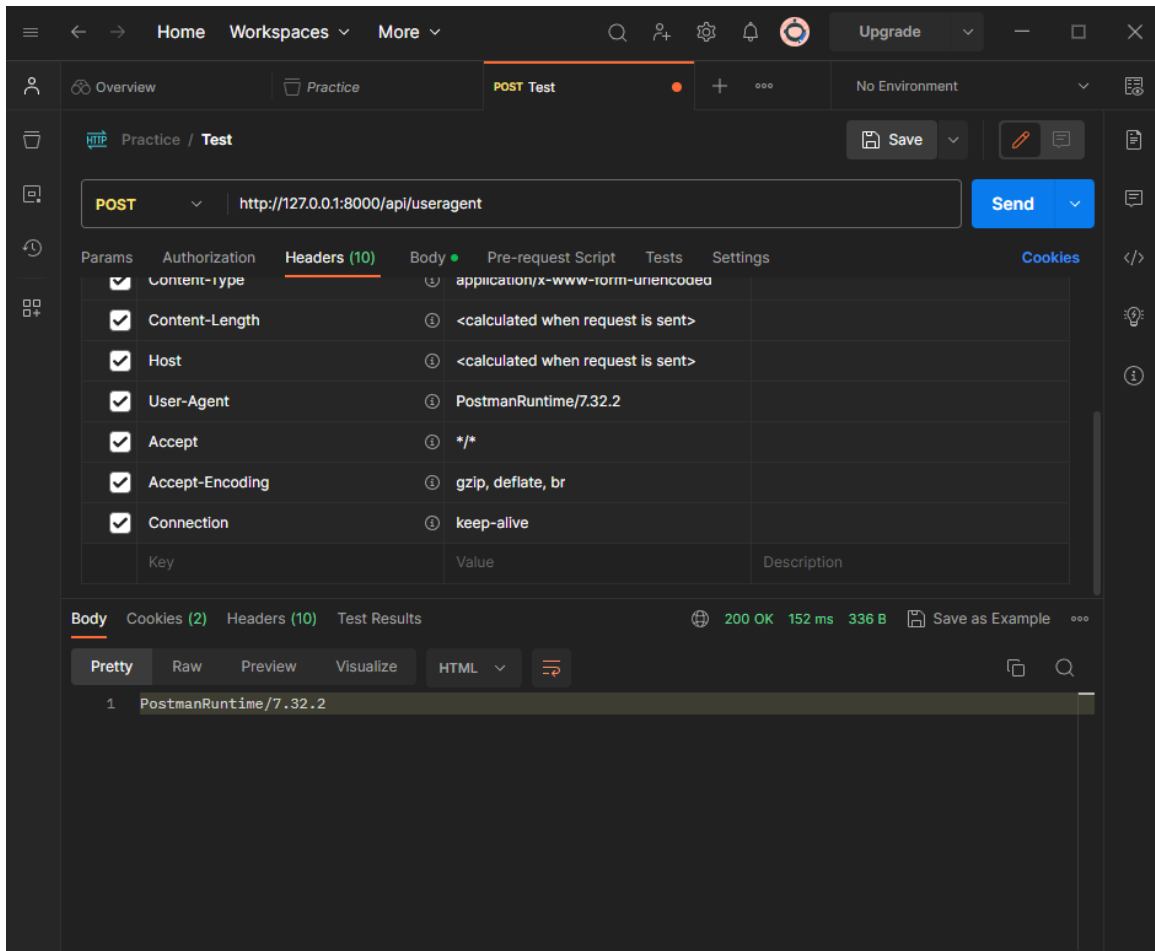 Home Workspaces More Upgrade
Overview Practice POST Test No Environment
HTTP Practice / Test Save
POST http://127.0.0.1:8000/api/useragent Send
Params Authorization Headers (10) Body Pre-request Script Tests Settings Cookies
Content-Type application/x-www-form-urlencoded
Content-Length <calculated when request is sent>
Host <calculated when request is sent>
User-Agent PostmanRuntime/7.32.2
Accept */*
Accept-Encoding gzip, deflate, br
Connection keep-alive
Key Value Description
Body Cookies (2) Headers (10) Test Results 200 OK 152 ms 336 B Save as Example
Pretty Raw Preview Visualize HTML
1 PostmanRuntime/7.32.2